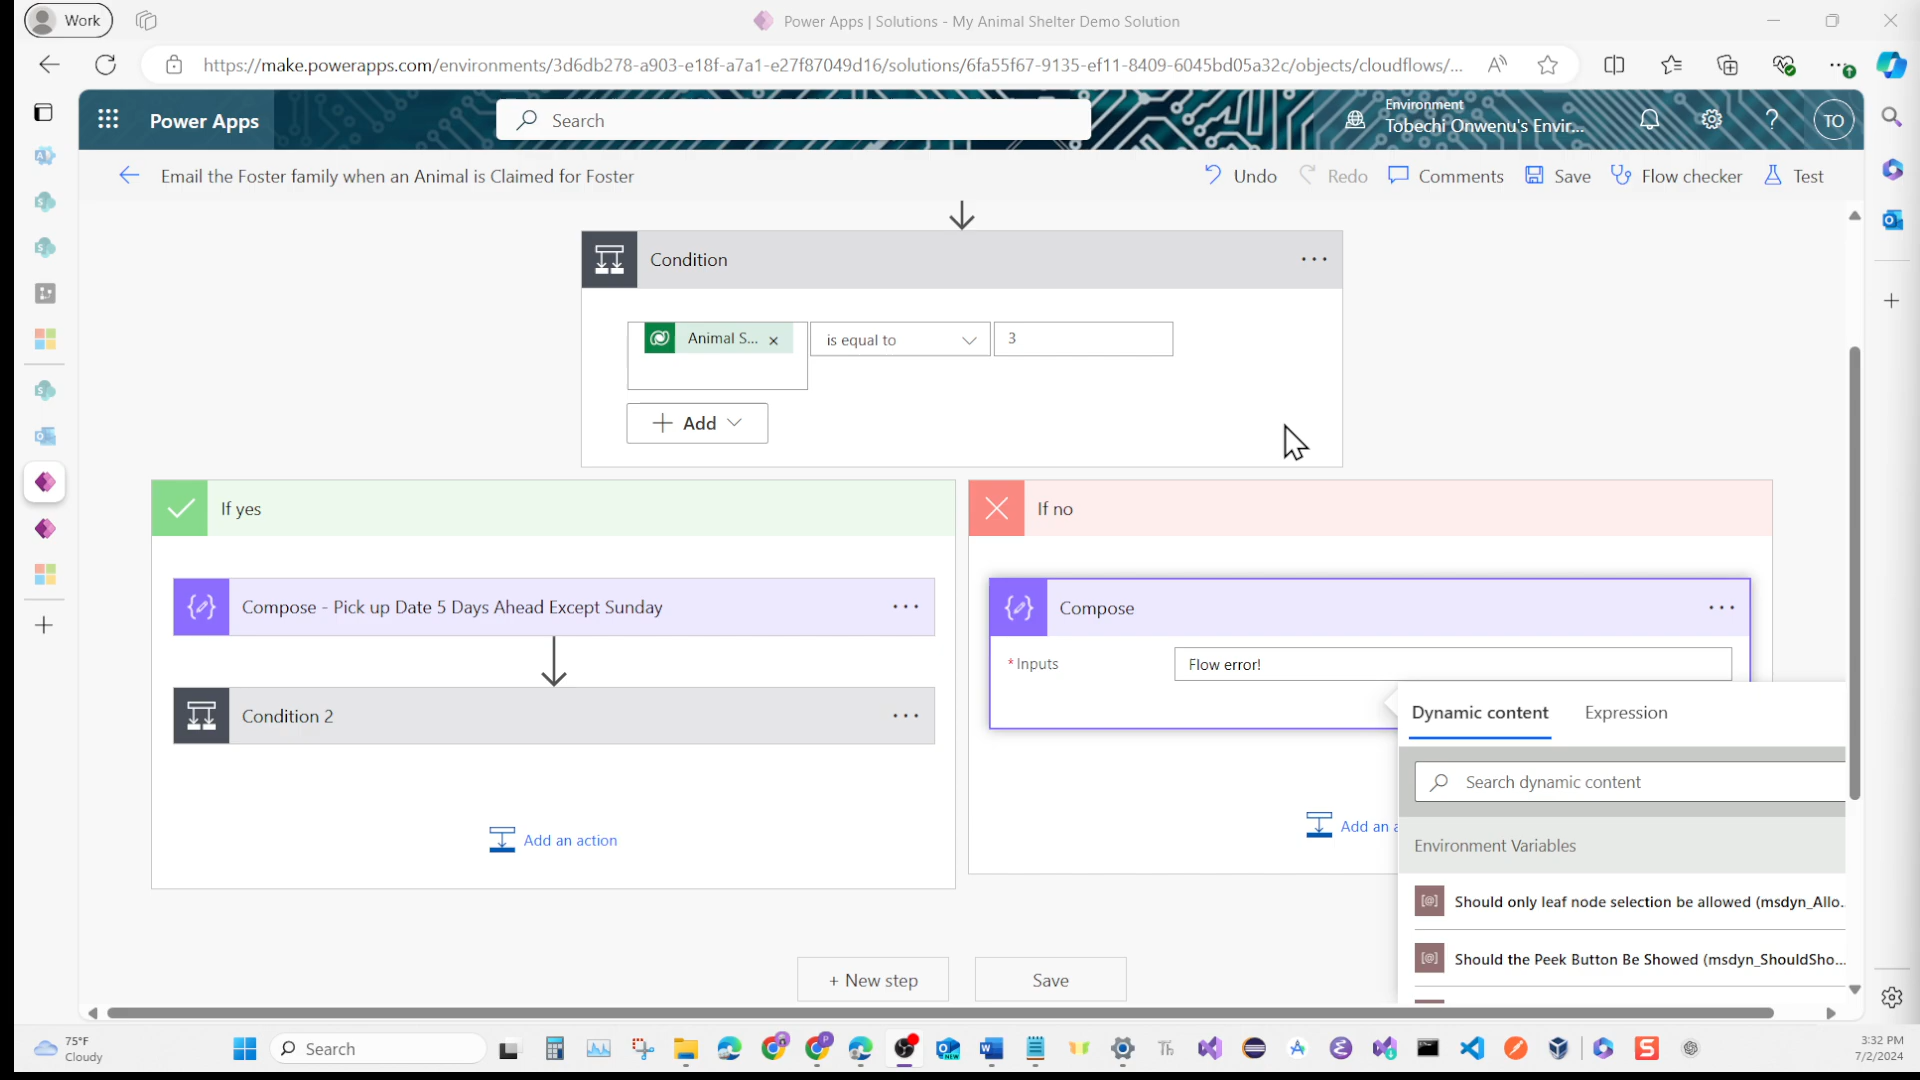 Work
Power Apps | Solutions - My Animal Shelter Demo Solution
https://make.powerapps.com/environments/3d6db278-a903-e18f-a7a1-e27f87049d16/solutions/6fa55f67-9135-ef11-8409-6045bd05a32c/objects/cloudflows/...
Power Apps
Search
Environment
Tobechi Onwenu's Envir...
TO
Email the Foster family when an Animal is Claimed for Foster
Undo
Redo
Comments
Save
Flow checker
Test
Condition
Animal S...
is equal to
3
Add
If yes
If no
Compose - Pick up Date 5 Days Ahead Except Sunday
Compose
* Inputs
Flow error!
Condition 2
Dynamic content
Expression
Search dynamic content
Add an action
Add an a
Environment Variables
Should only leaf node selection be allowed (msdyn_Allo...
Should the Peek Button Be Showed (msdyn_ShouldSho...
+ New step
Save
75°F
Cloudy
Search
3:32 PM
7/2/2024